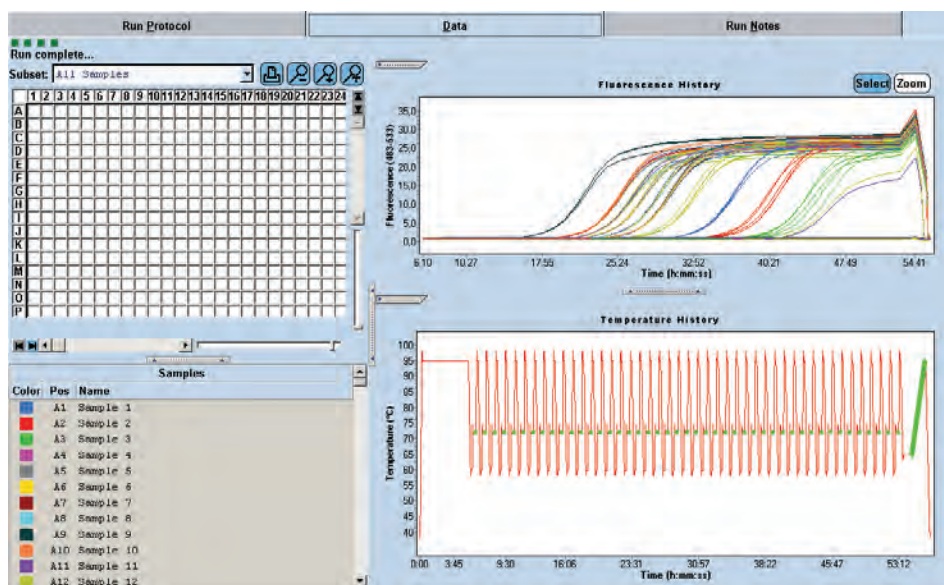 Run Protocol
Data
Run Notes
Run complete...
Subset: All Samples
1 2 3 4 5 6 7 8 9 10 11 12 13 14 15 16 17 18 19 20 21 22 23 24
A
B
C
D
E
F
G
H
I
J
K
L
M
N
O
P
Samples
Color Pos Name
A1 Sample 1
A2 Sample 2
A3 Sample 3
A4 Sample 4
A5 Sample 5
A6 Sample 6
A7 Sample 7
A8 Sample 8
A9 Sample 9
A10 Sample 10
A11 Sample 11
A12 Sample 12
Fluorescence History
Select Zoom
Fluorescence (483-533)
35,0
30,0
25,0
20,0
15,0
10,0
5,0
0,0
6:10 10:27 17:55 25:24 32:52 40:21 47:49 54:41
Time (h:mm:ss)
Temperature History
Temperature (°C)
100
95
90
85
80
75
70
65
60
55
50
45
40
0:00 3:45 9:30 16:06 23:31 30:57 38:22 45:47 53:12
Time (h:mm:ss)